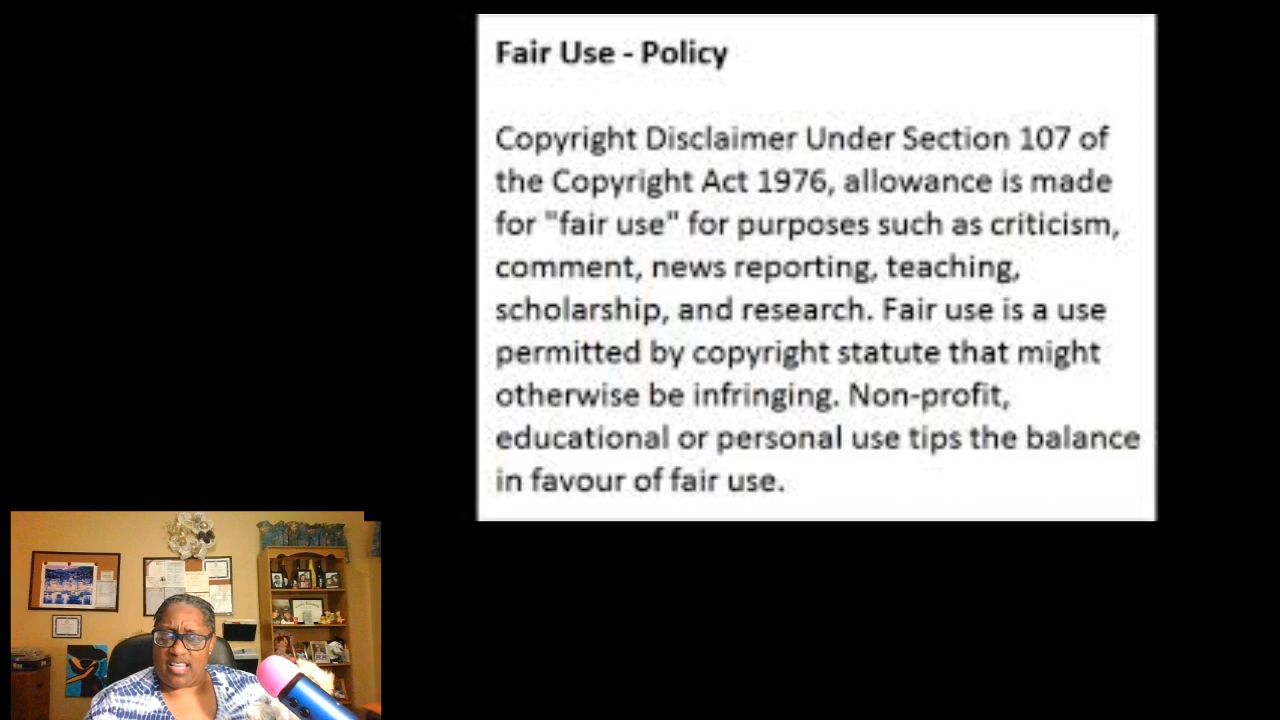 Fair Use - Policy
Copyright Disclaimer Under Section 107 of
the Copyright Act 1976, allowance is made
for "fair use" for purposes such as criticism,
comment, news reporting, teaching,
scholarship, and research. Fair use is a use
permitted by copyright statute that might
otherwise be infringing. Non-profit,
educational or personal use tips the balance
in favour of fair use.